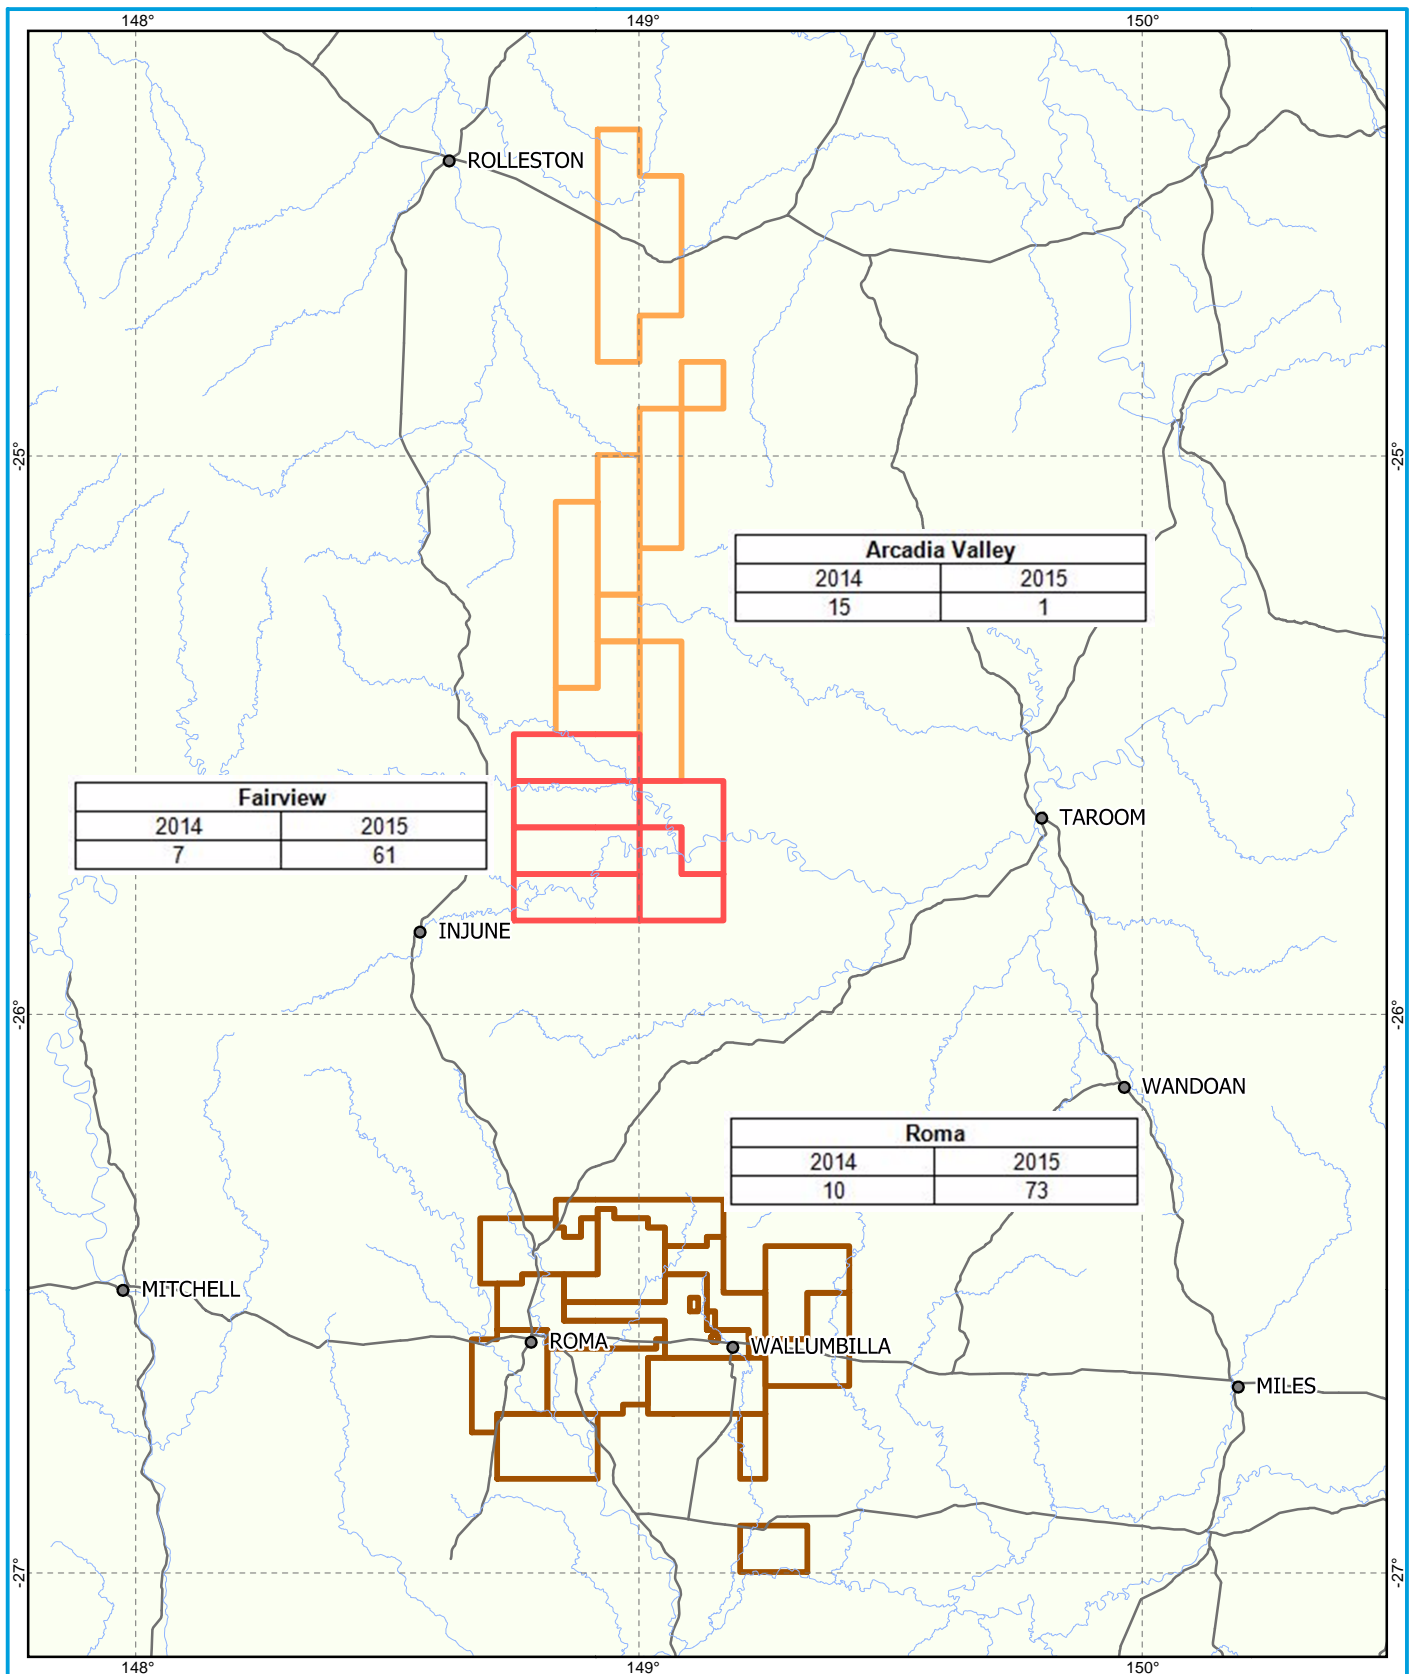 148° 149° 150°
ROLLESTON
-25° -25°
Arcadia Valley
2014 2015
15 1
Fairview
2014 2015
7 61
TAROOM
INJUNE
-26° -26°
WANDOAN
Roma
2014 2015
10 73
MITCHELL
ROMA
WALLUMBILLA
MILES
-27° -27°
148° 149° 150°